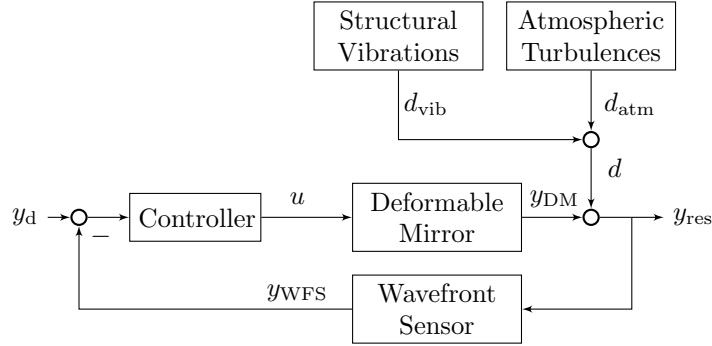 Structural
Vibrations
Atmospheric
Turbulences
d_vib
d_atm
d
y_d
−
Controller
u
Deformable
Mirror
y_DM
y_res
y_WFS
Wavefront
Sensor